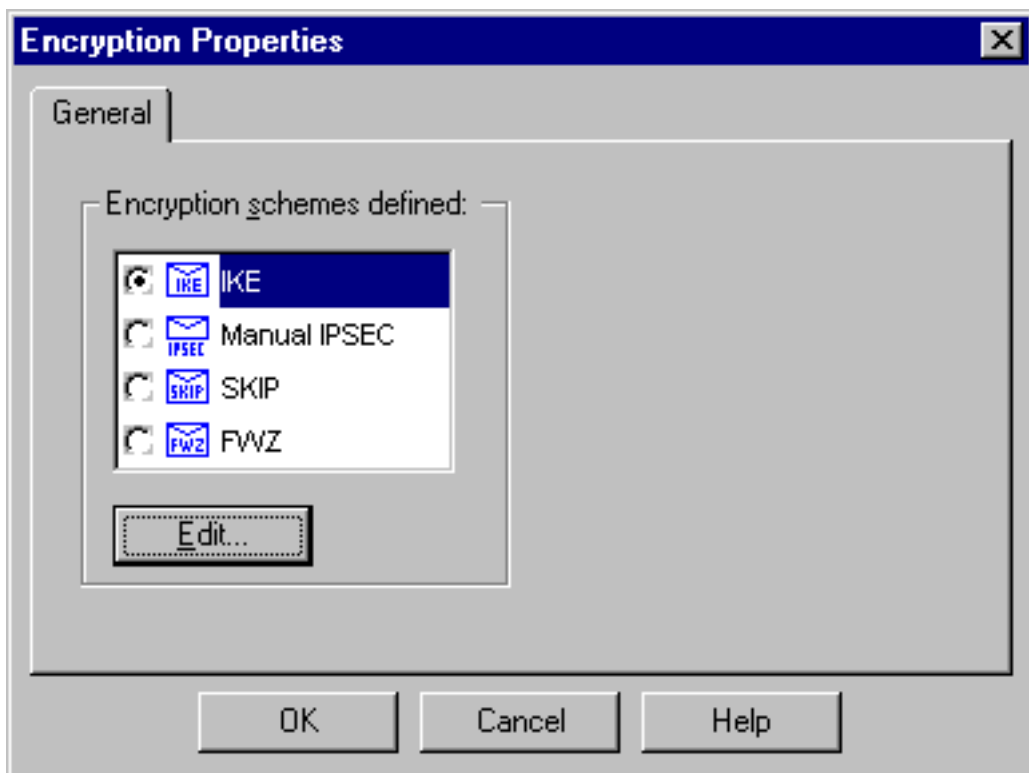 Encryption Properties
General
Encryption schemes defined:
IKE IKE
IPSEC Manual IPSEC
SKIP SKIP
FWZ FWZ
Edit...
OK Cancel Help